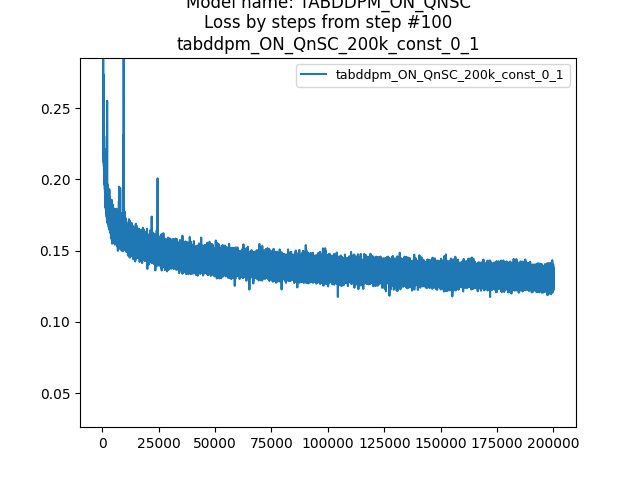 Model name: TABDDPM_ON_QNSC
Loss by steps from step #100
tabddpm_ON_QnSC_200k_const_0_1
tabddpm_ON_QnSC_200k_const_0_1
0.25
0.20
0.15
0.10
0.05
0 25000 50000 75000 100000 125000 150000 175000 200000